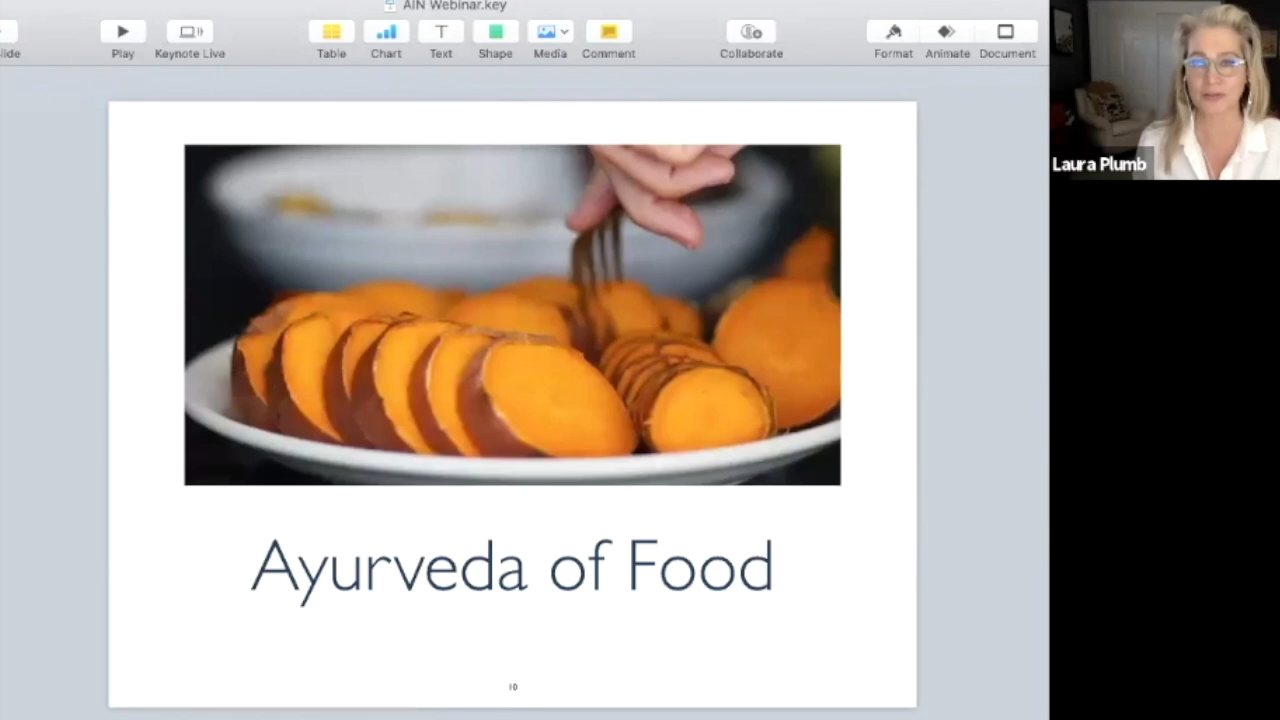 AIN Webinar.key
lide
Play
Keynote Live
Table
Chart
Text
Shape
Media
Comment
Collaborate
Format
Animate
Document
Laura Plumb
Ayurveda of Food
10